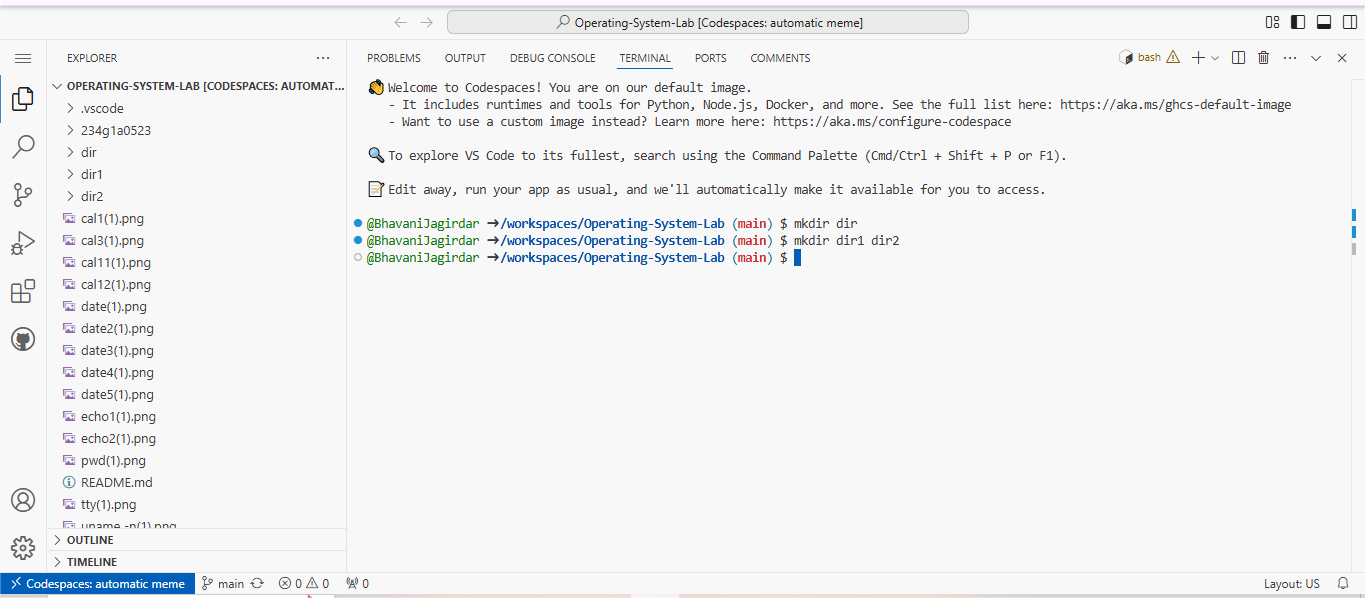 Operating-System-Lab [Codespaces: automatic meme]
EXPLORER
OPERATING-SYSTEM-LAB [CODESPACES: AUTOMAT...
.vscode
234g1a0523
dir
dir1
dir2
cal1(1).png
cal3(1).png
cal11(1).png
cal12(1).png
date(1).png
date2(1).png
date3(1).png
date4(1).png
date5(1).png
echo1(1).png
echo2(1).png
pwd(1).png
README.md
tty(1).png
uname -n(1).png
OUTLINE
TIMELINE
PROBLEMS OUTPUT DEBUG CONSOLE TERMINAL PORTS COMMENTS
bash
👋 Welcome to Codespaces! You are on our default image.
- It includes runtimes and tools for Python, Node.js, Docker, and more. See the full list here: https://aka.ms/ghcs-default-image
- Want to use a custom image instead? Learn more here: https://aka.ms/configure-codespace
🔍 To explore VS Code to its fullest, search using the Command Palette (Cmd/Ctrl + Shift + P or F1).
📝 Edit away, run your app as usual, and we'll automatically make it available for you to access.
@BhavaniJagirdar ➜/workspaces/Operating-System-Lab (main) $ mkdir dir
@BhavaniJagirdar ➜/workspaces/Operating-System-Lab (main) $ mkdir dir1 dir2
@BhavaniJagirdar ➜/workspaces/Operating-System-Lab (main) $
Codespaces: automatic meme main 0 0 0 Layout: US